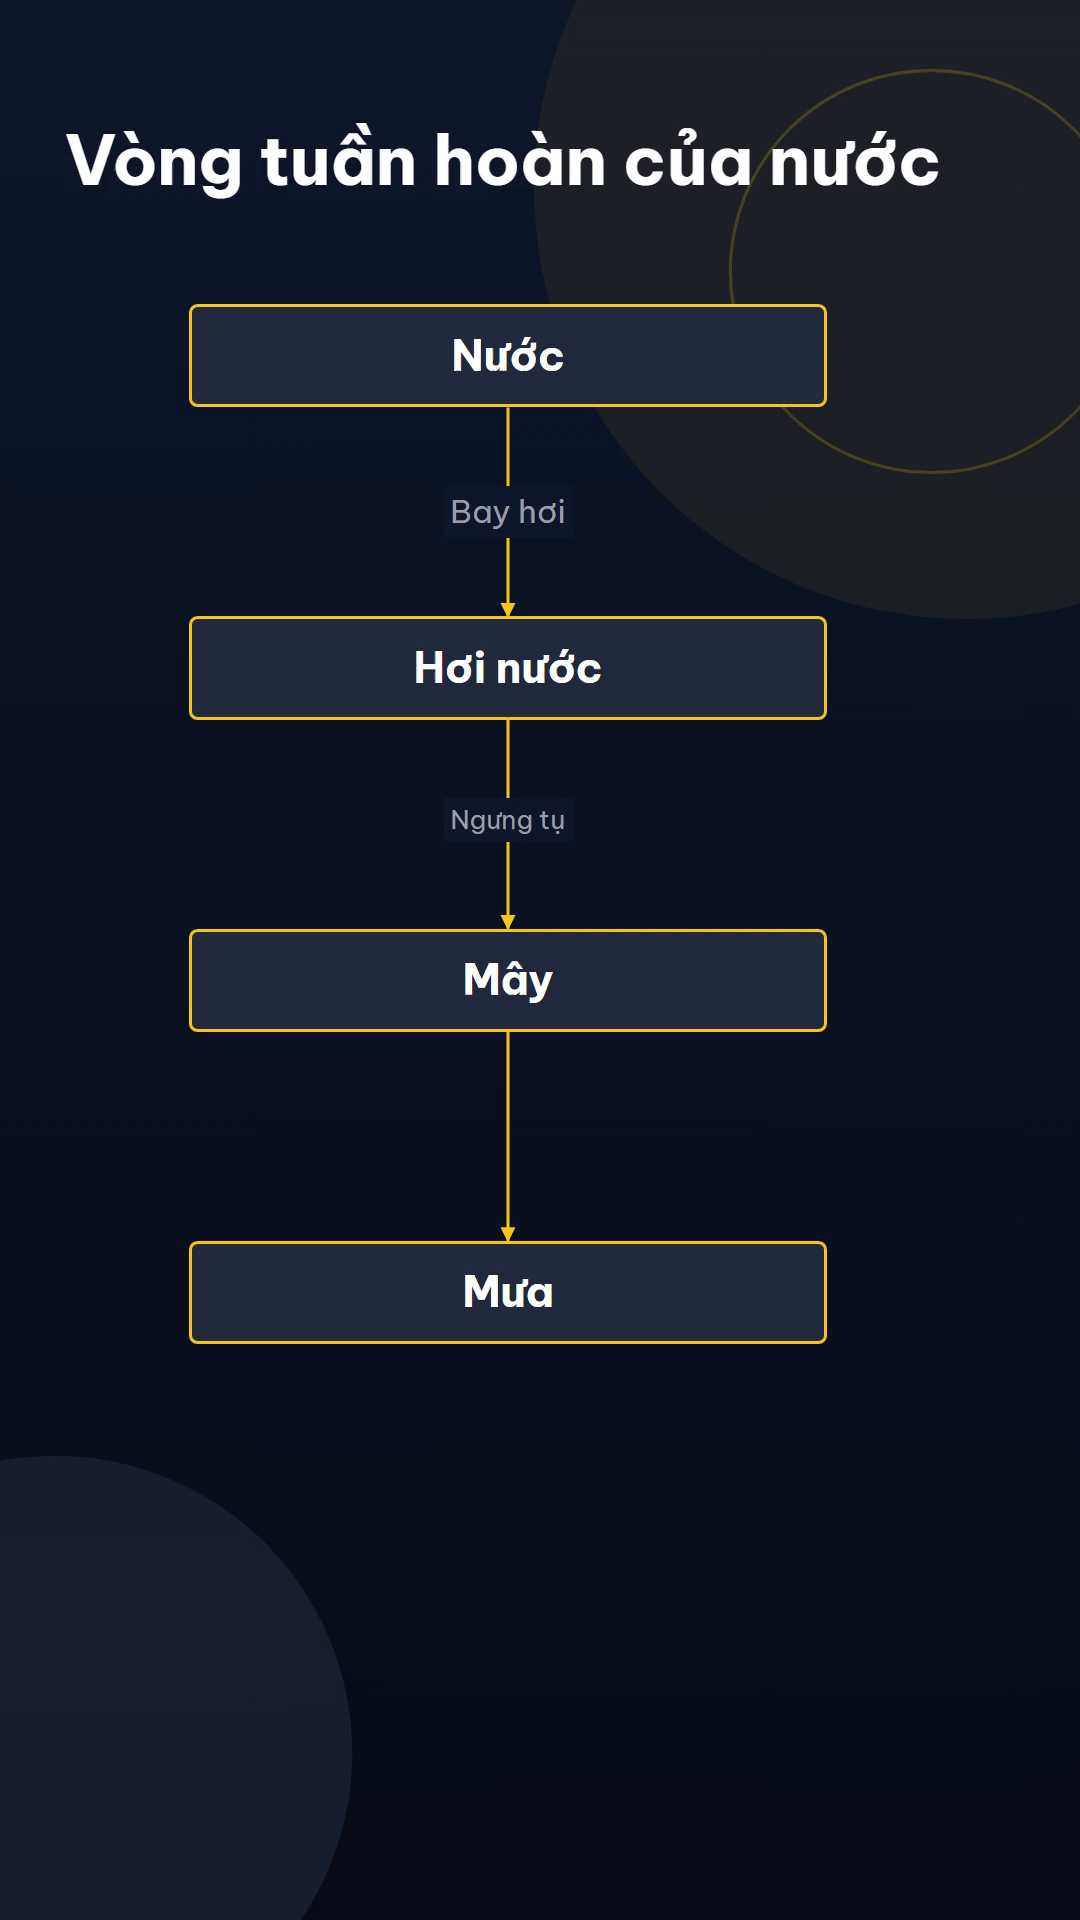 Vòng tuần hoàn của nước
Nước
Bay hơi
Hơi nước
Ngưng tụ
Mây
Mưa